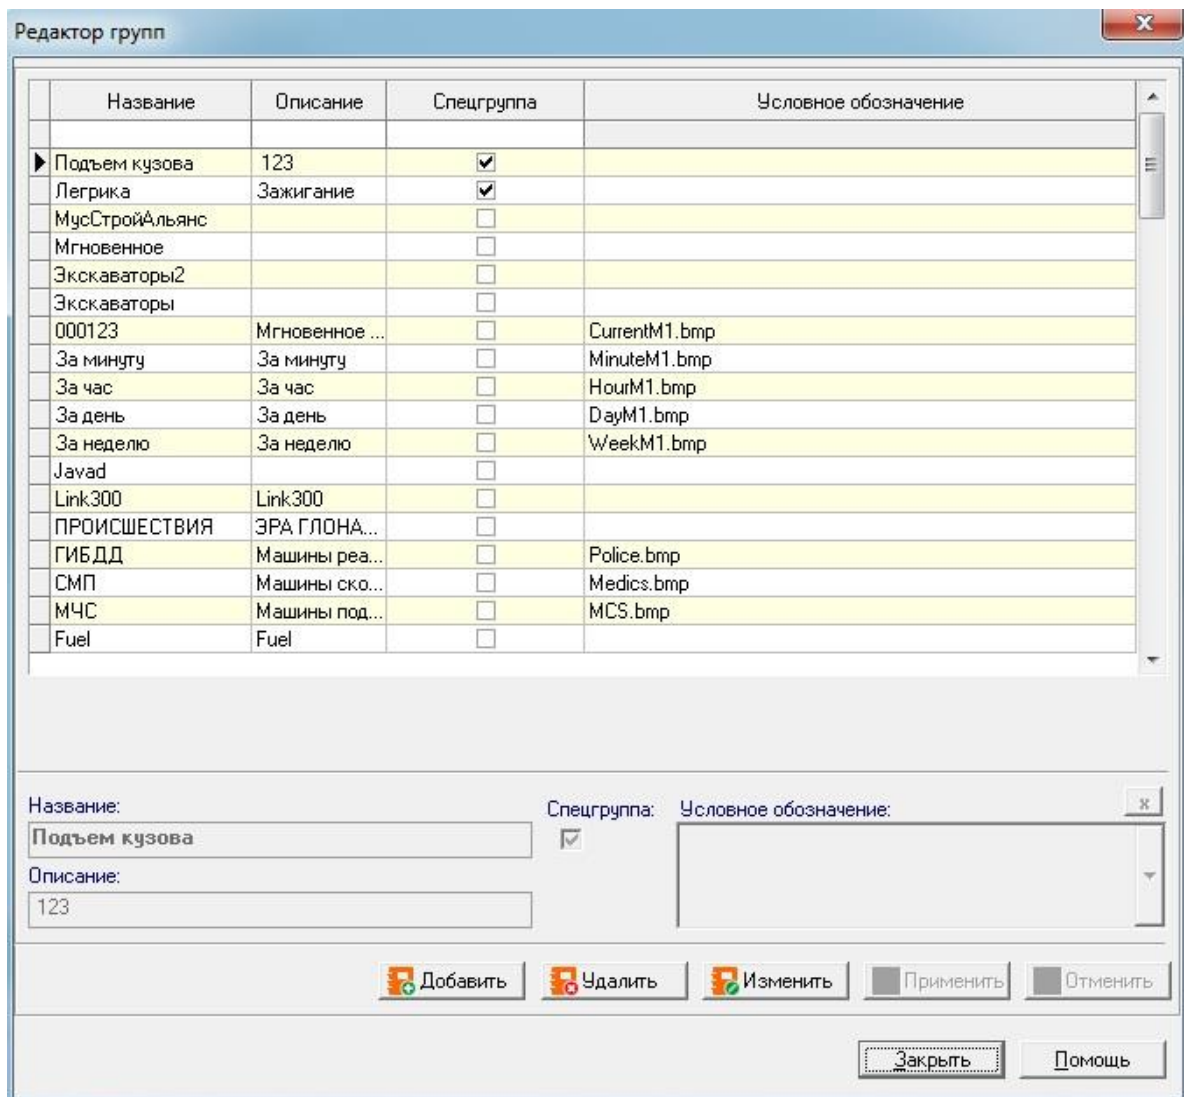 Редактор групп
Название Описание Спецгруппа Условное обозначение
Подъем кузова 123
Легрика Зажигание
МусСтройАльянс
Мгновенное
Экскаваторы2
Экскаваторы
000123 Мгновенное ... CurrentM1.bmp
За минуту За минуту MinuteM1.bmp
За час За час HourM1.bmp
За день За день DayM1.bmp
За неделю За неделю WeekM1.bmp
Javad
Link300 Link300
ПРОИСШЕСТВИЯ ЭРА ГЛОНА...
ГИБДД Машины реа... Police.bmp
СМП Машины ско... Medics.bmp
МЧС Машины под... MCS.bmp
Fuel Fuel
Название: Спецгруппа: Условное обозначение: x
Подъем кузова
Описание:
123
Добавить Удалить Изменить Применить Отменить
Закрыть Помощь